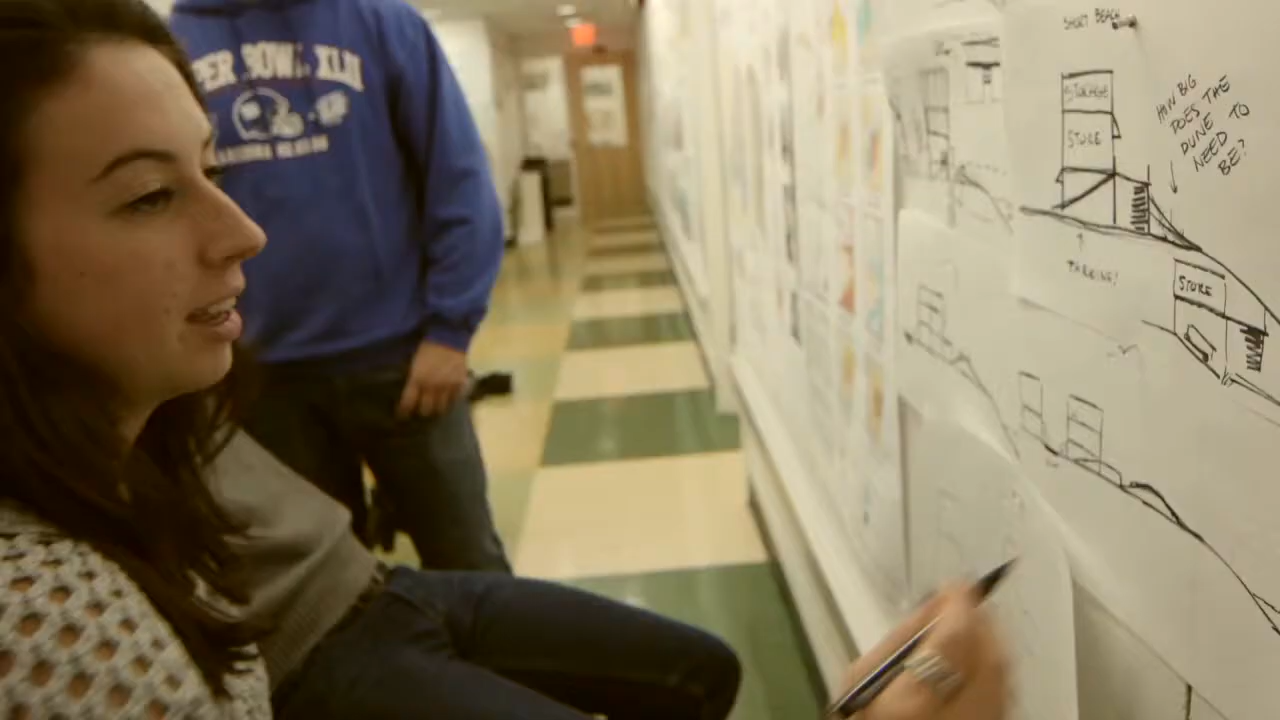 SHORT BEACH
STORAGE
STORE
HOW BIG
DOES THE
DUNE TO
NEED
BE?
PARKING!
STORE
PER BOWL XLII